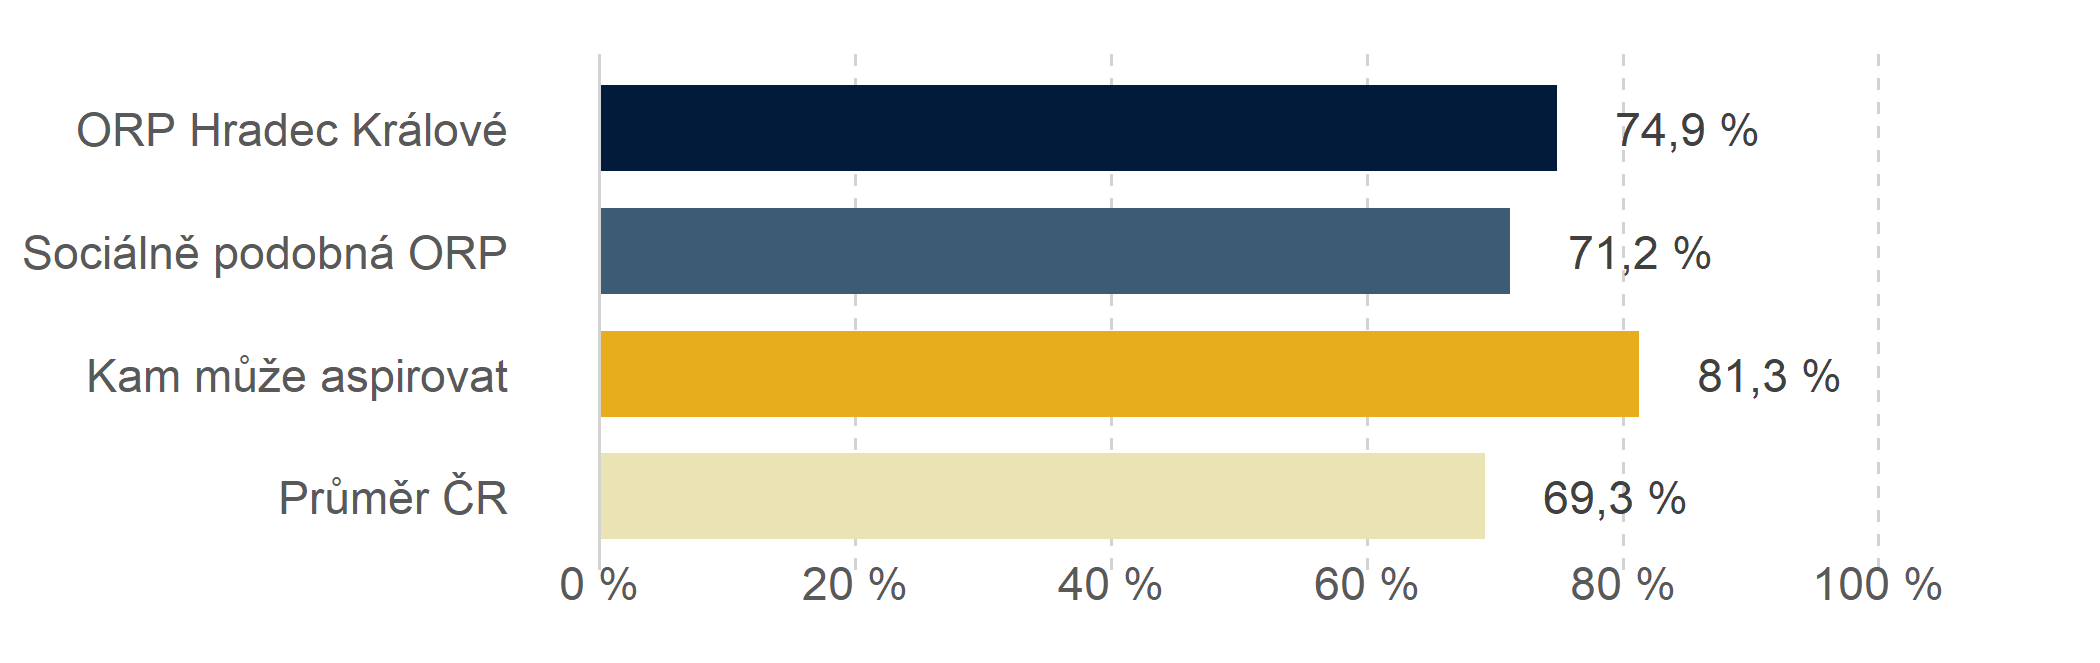 ORP Hradec Králové 74,9 %
Sociálně podobná ORP 71,2 %
Kam může aspirovat 81,3 %
Průměr ČR 69,3 %
0 % 20 % 40 % 60 % 80 % 100 %